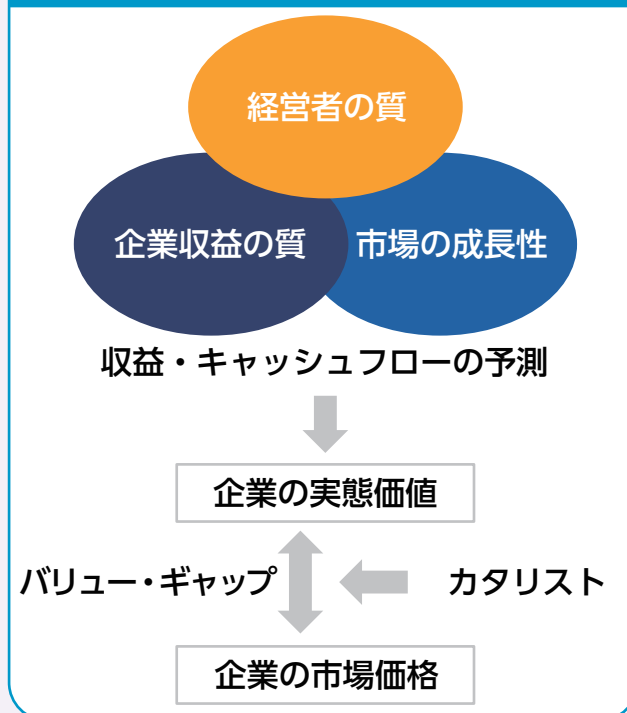 経営者の質
企業収益の質
市場の成長性
収益・キャッシュフローの予測
企業の実態価値
バリュー・ギャップ
カタリスト
企業の市場価格